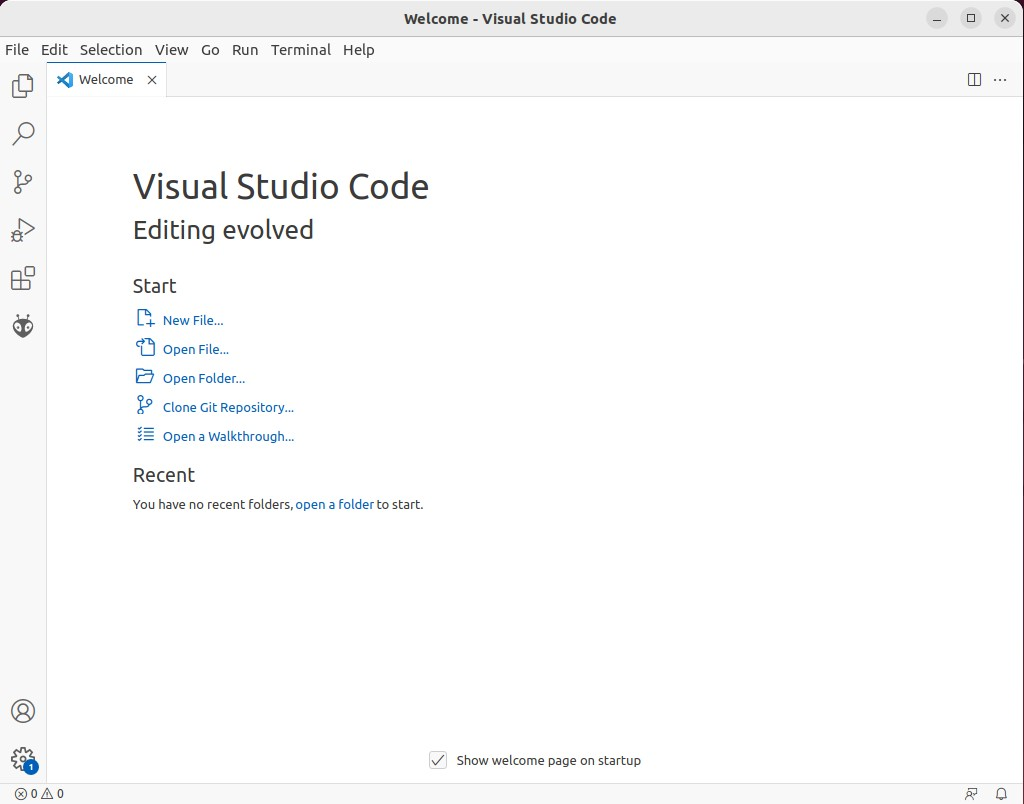 Welcome - Visual Studio Code
File Edit Selection View Go Run Terminal Help
Welcome
Visual Studio Code
Editing evolved
Start
New File...
Open File...
Open Folder...
Clone Git Repository...
Open a Walkthrough...
Recent
You have no recent folders, open a folder to start.
1
Show welcome page on startup
0 0